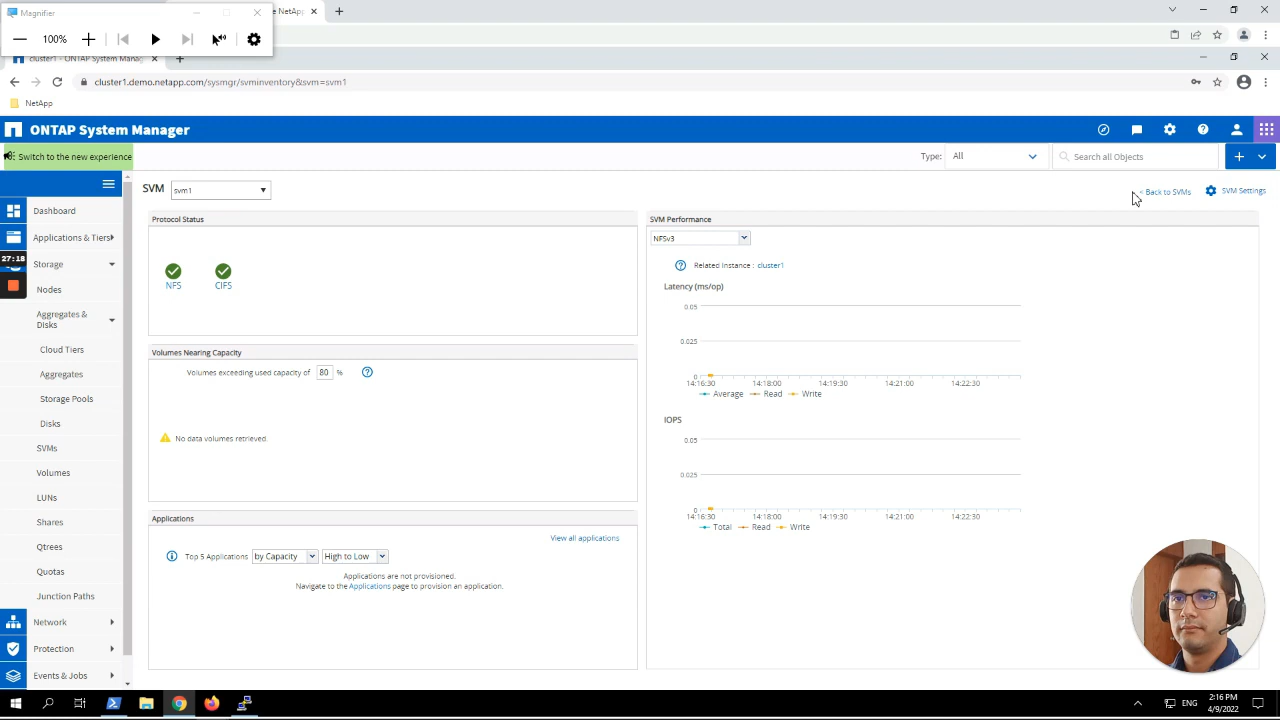 Magnifier
NetApp
100%
cluster1 - ONTAP System Manag
cluster1.demo.netapp.com/sysmgr/svminventory&svm=svm1
NetApp
ONTAP System Manager
Switch to the new experience
Type: All
Search all Objects
SVM svm1
< Back to SVMs
SVM Settings
Dashboard
Applications & Tiers
27:18
Storage
Nodes
Aggregates & Disks
Cloud Tiers
Aggregates
Storage Pools
Disks
SVMs
Volumes
LUNs
Shares
Qtrees
Quotas
Junction Paths
Network
Protection
Events & Jobs
Protocol Status
NFS
CIFS
Volumes Nearing Capacity
Volumes exceeding used capacity of 80 %
No data volumes retrieved.
Applications
View all applications
Top 5 Applications by Capacity High to Low
Applications are not provisioned.
Navigate to the Applications page to provision an application.
SVM Performance
NFSv3
Related Instance : cluster1
Latency (ms/op)
0.05
0.025
0
14:16:30 14:18:00 14:19:30 14:21:00 14:22:30
Average Read Write
IOPS
0.05
0.025
0
14:16:30 14:18:00 14:19:30 14:21:00 14:22:30
Total Read Write
ENG
2:16 PM
4/9/2022